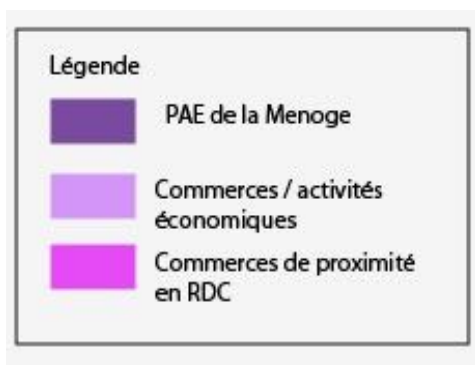 Légende
PAE de la Menoge
Commerces / activités
économiques
Commerces de proximité
en RDC